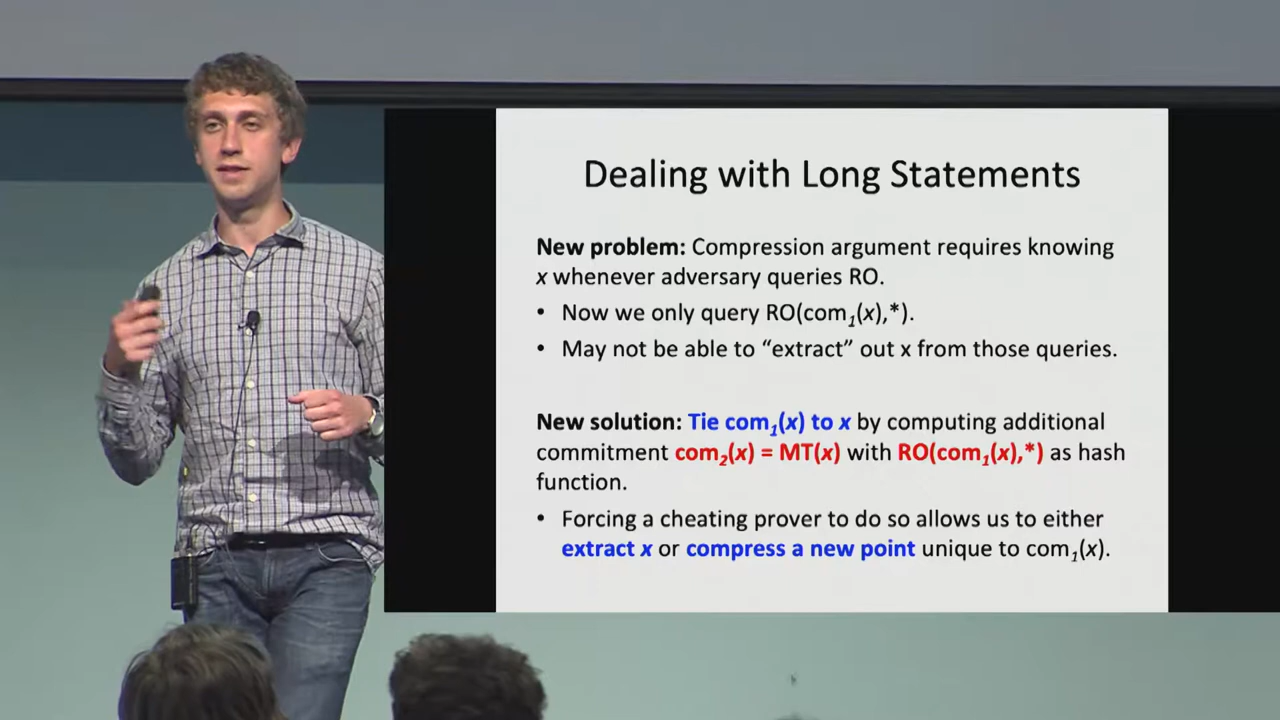 Dealing with Long Statements
New problem: Compression argument requires knowing
x whenever adversary queries RO.
• Now we only query RO(com₁(x),*).
• May not be able to “extract” out x from those queries.
New solution: Tie com₁(x) to x by computing additional
commitment com₂(x) = MT(x) with RO(com₁(x),*) as hash
function.
• Forcing a cheating prover to do so allows us to either
extract x or compress a new point unique to com₁(x).